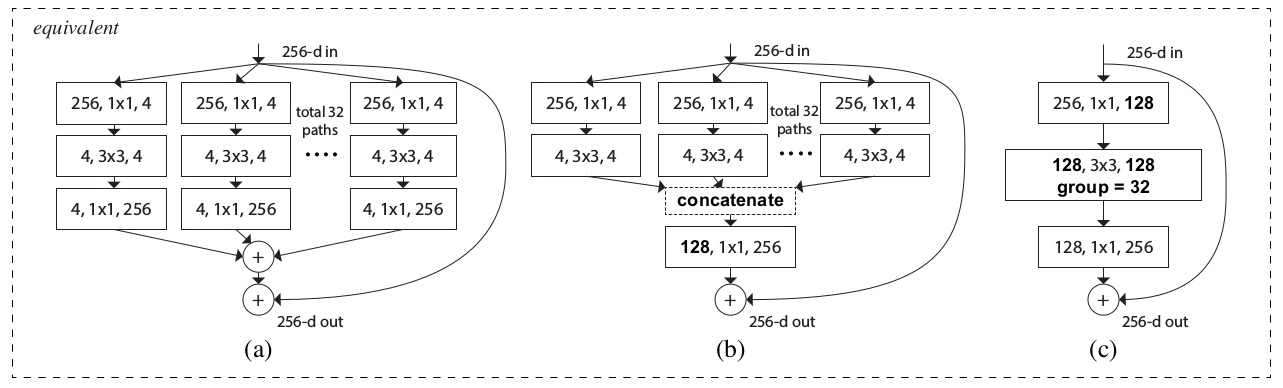 equivalent
256-d in
256, 1x1, 4
256, 1x1, 4
256, 1x1, 4
total 32
paths
4, 3x3, 4
4, 3x3, 4
4, 3x3, 4
4, 1x1, 256
4, 1x1, 256
4, 1x1, 256
+
+
256-d out
(a)
256-d in
256, 1x1, 4
256, 1x1, 4
256, 1x1, 4
total 32
paths
4, 3x3, 4
4, 3x3, 4
4, 3x3, 4
concatenate
128, 1x1, 256
+
256-d out
(b)
256-d in
256, 1x1, 128
128, 3x3, 128
group = 32
128, 1x1, 256
+
256-d out
(c)